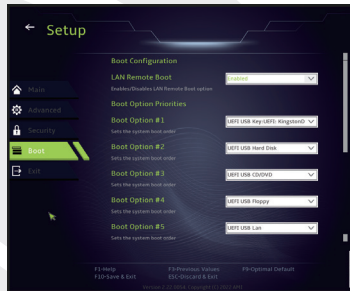 Setup
Boot Configuration
LAN Remote Boot
Enabled
Enables/Disables LAN Remote Boot option
Boot Option Priorities
Boot Option #1
UEFI USB Key:UEFI: KingstonD
Sets the system boot order
Boot Option #2
UEFI USB Hard Disk
Sets the system boot order
Boot Option #3
UEFI USB CD/DVD
Sets the system boot order
Boot Option #4
UEFI USB Floppy
Sets the system boot order
Boot Option #5
UEFI USB Lan
Sets the system boot order
Main
Advanced
Security
Boot
Exit
F1-Help
F3-Previous Values
F9-Optimal Default
F10-Save & Exit
ESC-Discard & Exit